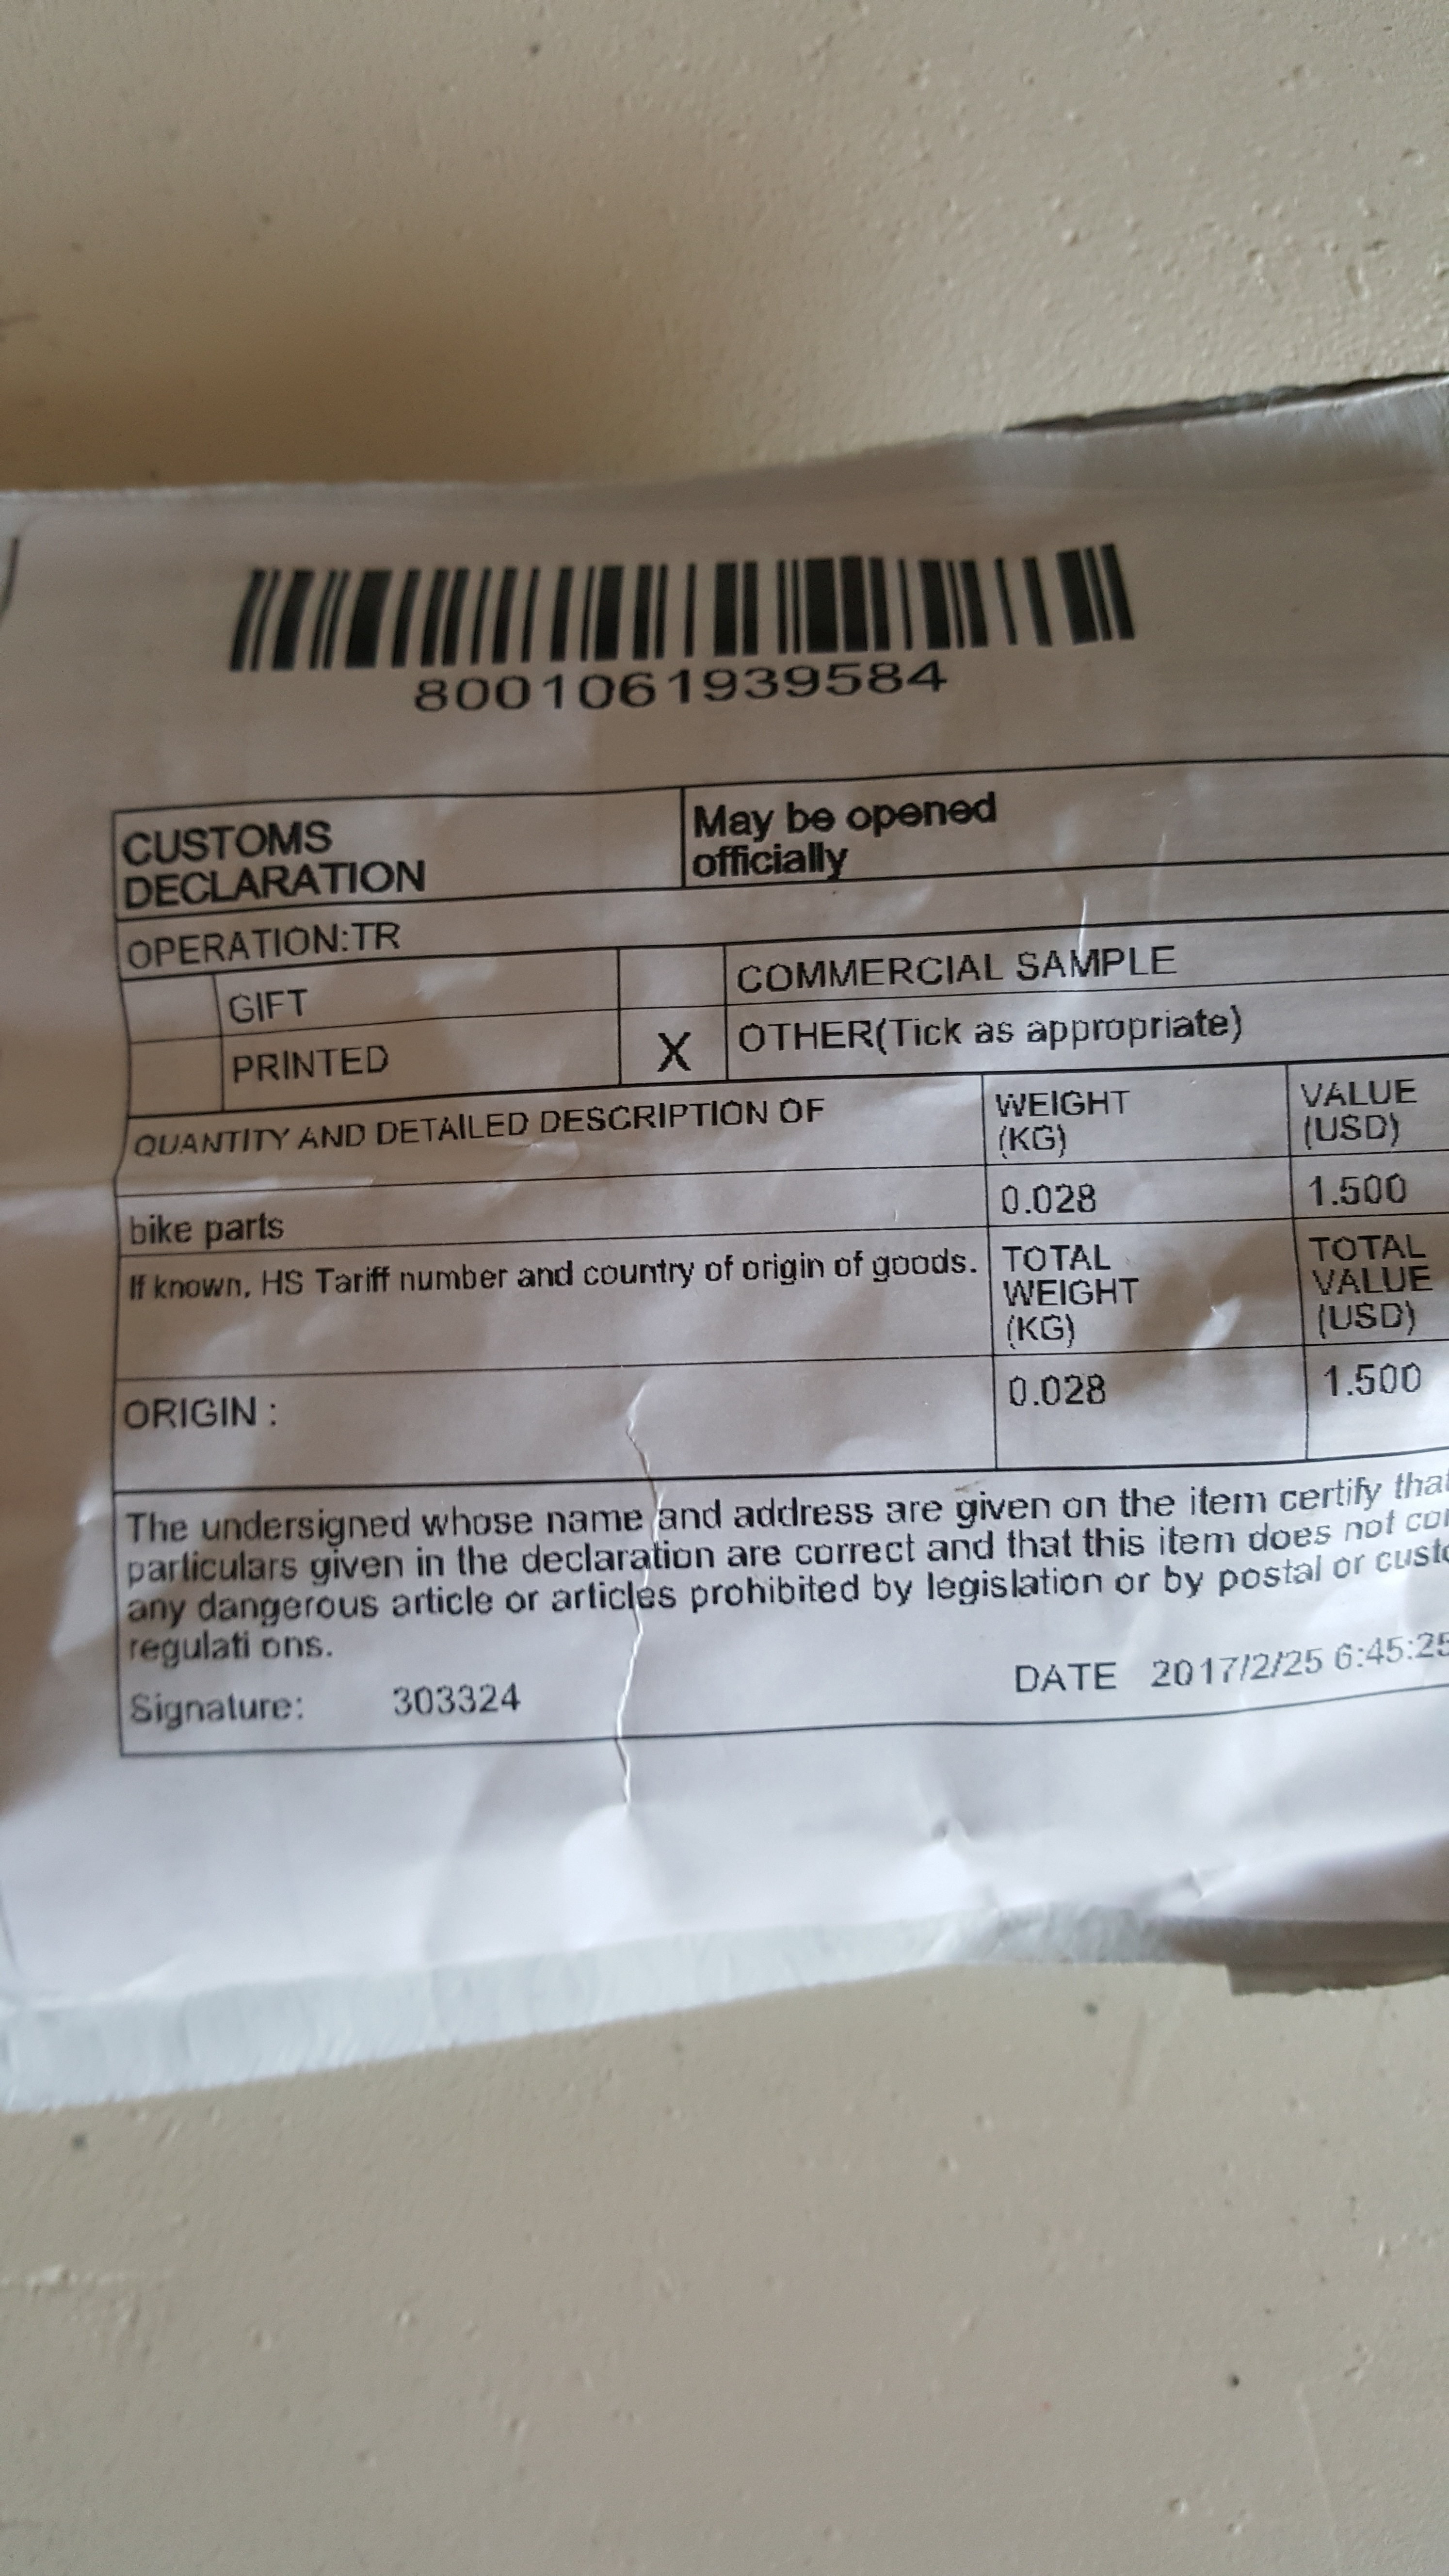 8001061939584
CUSTOMS
DECLARATION
May be opened
officially
OPERATION:TR
GIFT
COMMERCIAL SAMPLE
PRINTED
X
OTHER(Tick as appropriate)
QUANTITY AND DETAILED DESCRIPTION OF
WEIGHT
(KG)
VALUE
(USD)
bike parts
0.028
1.500
If known, HS Tariff number and country of origin of goods.
TOTAL
WEIGHT
(KG)
TOTAL
VALUE
(USD)
ORIGIN :
0.028
1.500
The undersigned whose name and address are given on the item certify that
particulars given in the declaration are correct and that this item does not
any dangerous article or articles prohibited by legislation or by postal or
regulati ons.
Signature: 303324
DATE 2017/2/25 6:45:25